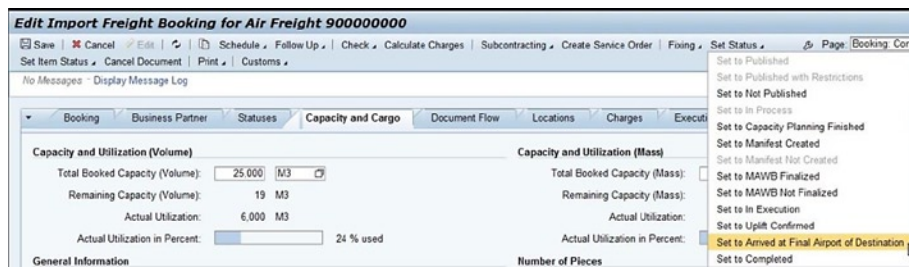 Edit Import Freight Booking for Air Freight 900000000
Save | Cancel Edit | Schedule Follow Up | Check Calculate Charges | Subcontracting Create Service Order | Fixing Set Status Page: Booking: Cor
Set Item Status Cancel Document | Print | Customs
No Messages - Display Message Log
Booking Business Partner Statuses Capacity and Cargo Document Flow Locations Charges Executi
Capacity and Utilization (Volume)
Total Booked Capacity (Volume): 25.000 M3
Remaining Capacity (Volume): 19 M3
Actual Utilization: 6,000 M3
Actual Utilization in Percent: 24 % used
General Information
Capacity and Utilization (Mass)
Total Booked Capacity (Mass):
Remaining Capacity (Mass):
Actual Utilization:
Actual Utilization in Percent:
Number of Pieces
Set to Published
Set to Published with Restrictions
Set to Not Published
Set to In Process
Set to Capacity Planning Finished
Set to Manifest Created
Set to Manifest Not Created
Set to MAWB Finalized
Set to MAWB Not Finalized
Set to In Execution
Set to Uplift Confirmed
Set to Arrived at Final Airport of Destination
Set to Completed